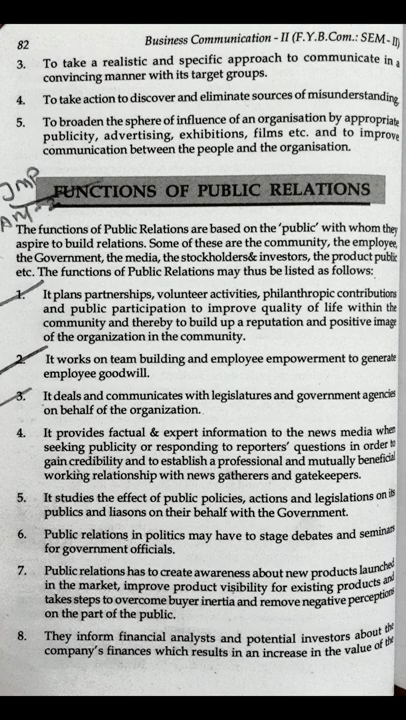 82
Business Communication - II (F.Y.B.Com.: SEM - II)
3. To take a realistic and specific approach to communicate in a
convincing manner with its target groups.
4. To take action to discover and eliminate sources of misunderstanding.
5. To broaden the sphere of influence of an organisation by appropriate
publicity, advertising, exhibitions, films etc. and to improve
communication between the people and the organisation.
Imp
FUNCTIONS OF PUBLIC RELATIONS
The functions of Public Relations are based on the 'public' with whom they
aspire to build relations. Some of these are the community, the employee,
the Government, the media, the stockholders& investors, the product public
etc. The functions of Public Relations may thus be listed as follows:
1. It plans partnerships, volunteer activities, philanthropic contributions
and public participation to improve quality of life within the
community and thereby to build up a reputation and positive image
of the organization in the community.
2. It works on team building and employee empowerment to generate
employee goodwill.
3. It deals and communicates with legislatures and government agencies
on behalf of the organization.
4. It provides factual & expert information to the news media when
seeking publicity or responding to reporters' questions in order to
gain credibility and to establish a professional and mutually beneficial
working relationship with news gatherers and gatekeepers.
5. It studies the effect of public policies, actions and legislations on its
publics and liasons on their behalf with the Government.
6. Public relations in politics may have to stage debates and seminars
for government officials.
7. Public relations has to create awareness about new products launched
in the market, improve product visibility for existing products and
takes steps to overcome buyer inertia and remove negative perceptions
on the part of the public.
8. They inform financial analysts and potential investors about the
company's finances which results in an increase in the value of the